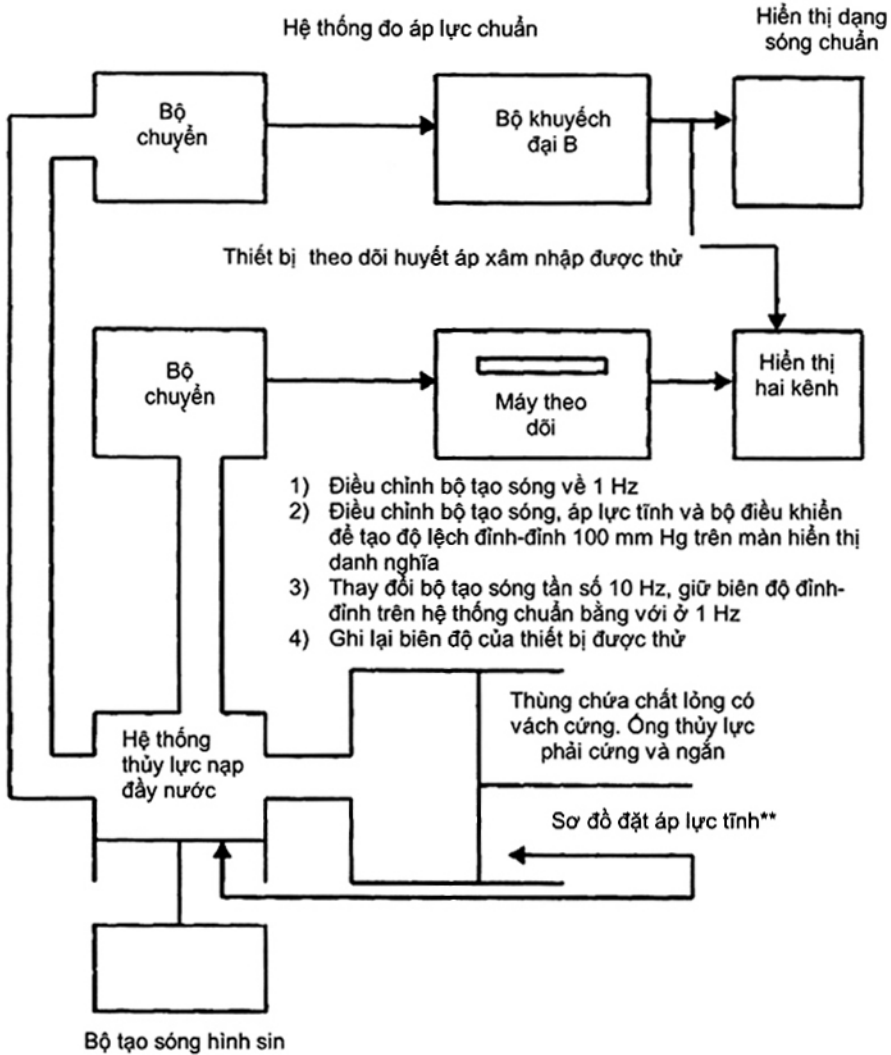 Hệ thống đo áp lực chuẩn
Hiển thị dạng
sóng chuẩn
Bộ
chuyển
Bộ khuyếch
đại B
Thiết bị theo dõi huyết áp xâm nhập được thử
Bộ
chuyển
Máy theo
dõi
Hiển thị
hai kênh
1) Điều chỉnh bộ tạo sóng về 1 Hz
2) Điều chỉnh bộ tạo sóng, áp lực tĩnh và bộ điều khiển
để tạo độ lệch đỉnh-đỉnh 100 mm Hg trên màn hiển thị
danh nghĩa
3) Thay đổi bộ tạo sóng tần số 10 Hz, giữ biên độ đỉnh-
đỉnh trên hệ thống chuẩn bằng với ở 1 Hz
4) Ghi lại biên độ của thiết bị được thử
Thùng chứa chất lỏng có
vách cứng. Ống thủy lực
phải cứng và ngắn
Hệ thống
thủy lực nạp
đầy nước
Sơ đồ đặt áp lực tĩnh**
Bộ tạo sóng hình sin